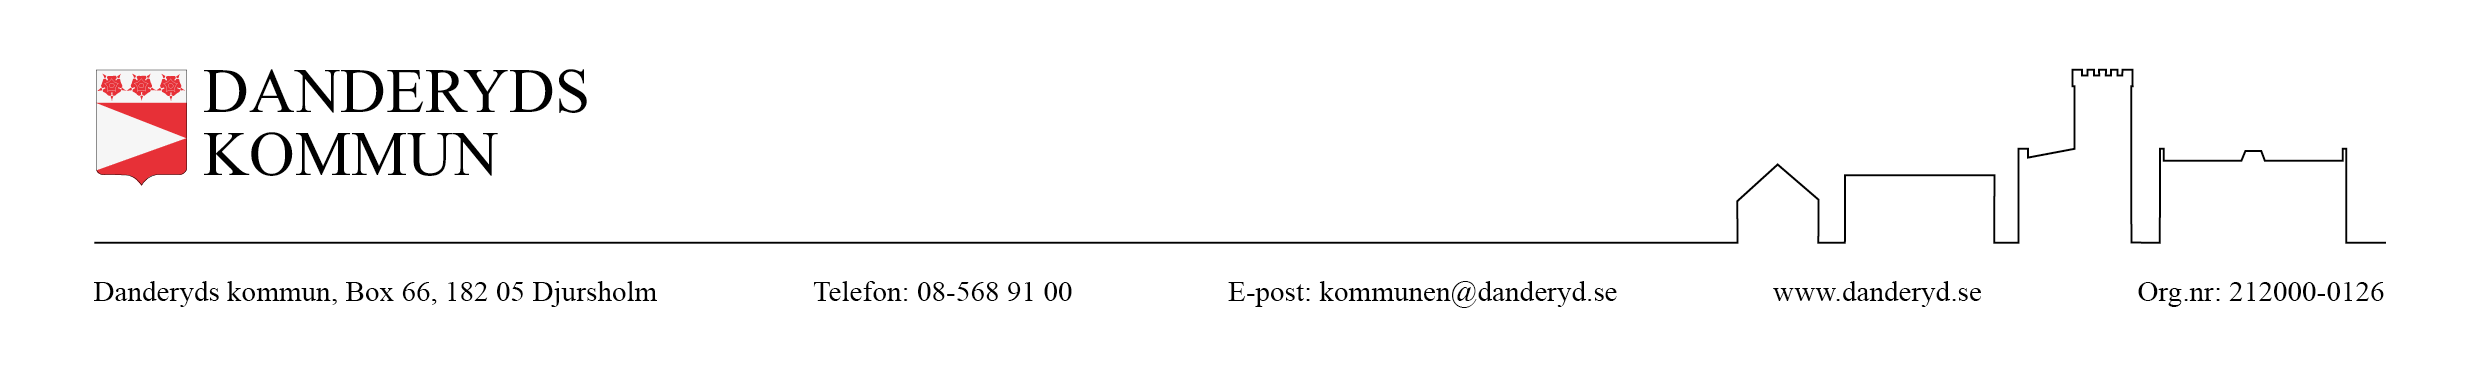 DANDERYDS
KOMMUN
Danderyds kommun, Box 66, 182 05 Djursholm Telefon: 08-568 91 00 E-post: kommunen@danderyd.se www.danderyd.se Org.nr: 212000-0126